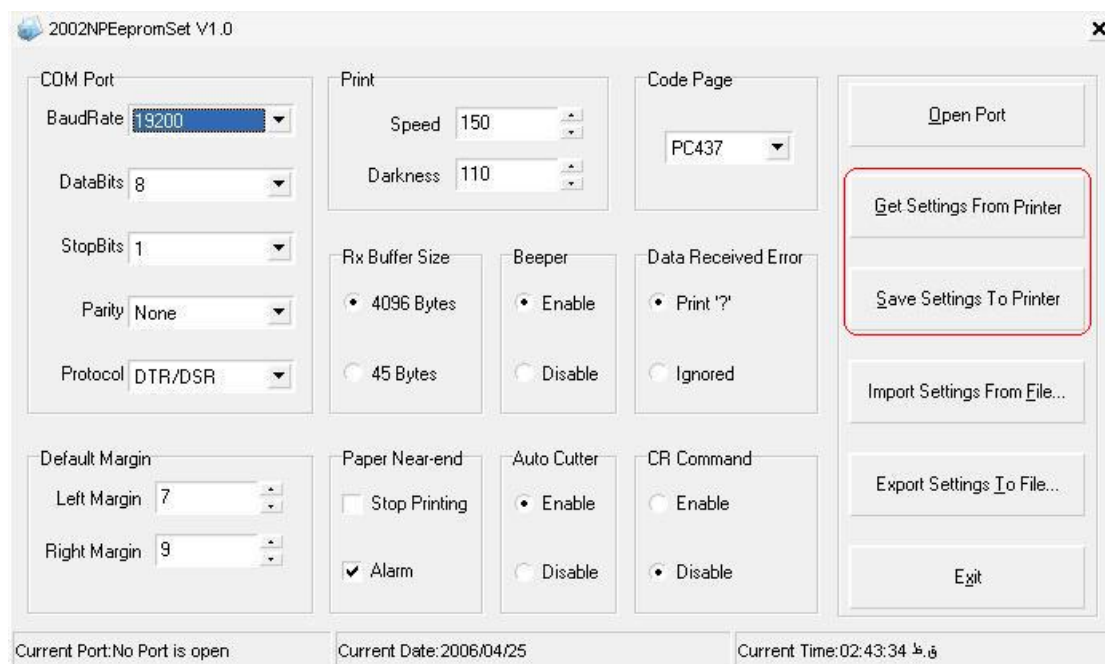 2002NPEepromSet V1.0
COM Port
BaudRate 19200
DataBits 8
StopBits 1
Parity None
Protocol DTR/DSR
Print
Speed 150
Darkness 110
Code Page
PC437
Rx Buffer Size
4096 Bytes
45 Bytes
Beeper
Enable
Disable
Data Received Error
Print '?'
Ignored
Default Margin
Left Margin 7
Right Margin 9
Paper Near-end
Stop Printing
Alarm
Auto Cutter
Enable
Disable
CR Command
Enable
Disable
Open Port
Get Settings From Printer
Save Settings To Printer
Import Settings From File...
Export Settings To File...
Exit
Current Port:No Port is open
Current Date:2006/04/25
Current Time:02:43:34 ق.ظ